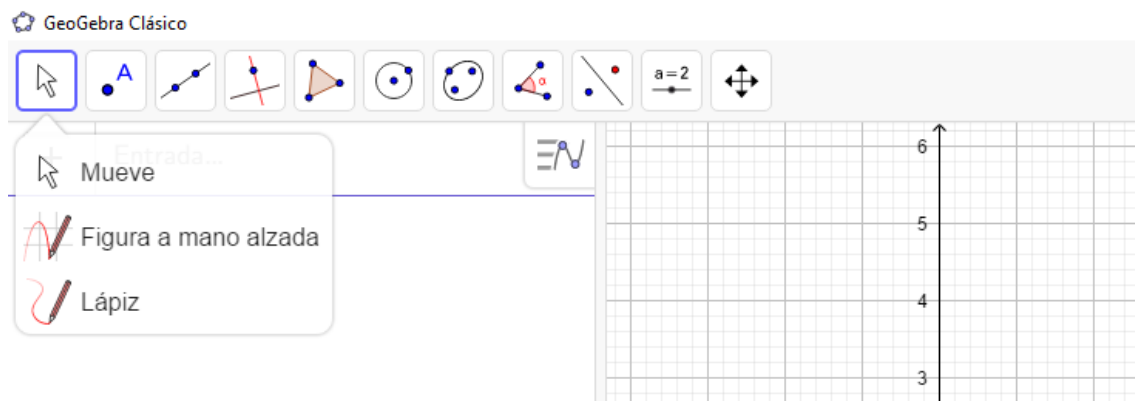 GeoGebra Clásico
A
α
a=2
Entrada...
Mueve
Figura a mano alzada
Lápiz
6
5
4
3